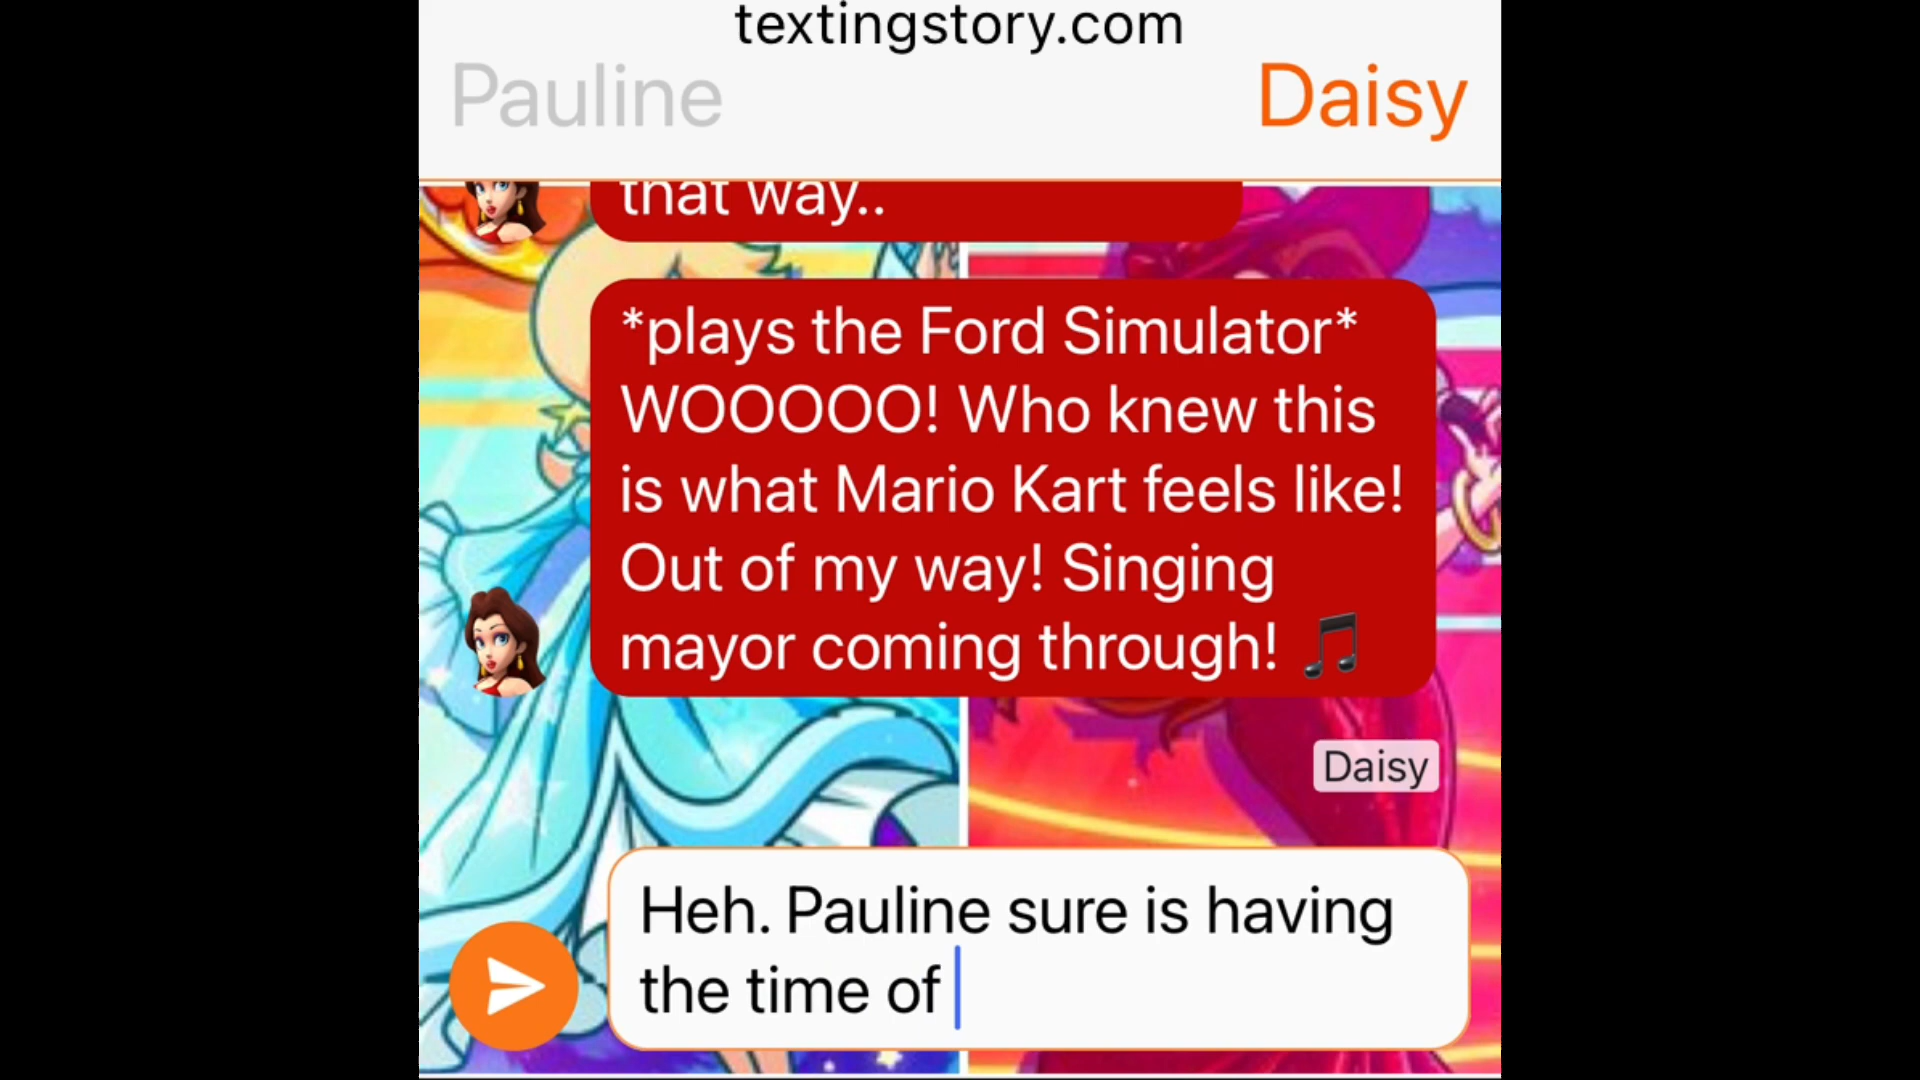 textingstory.com
Pauline
Daisy
that way..
*plays the Ford Simulator*
WOOOOO! Who knew this
is what Mario Kart feels like!
Out of my way! Singing
mayor coming through! 🎵
Daisy
Heh. Pauline sure is having
the time of